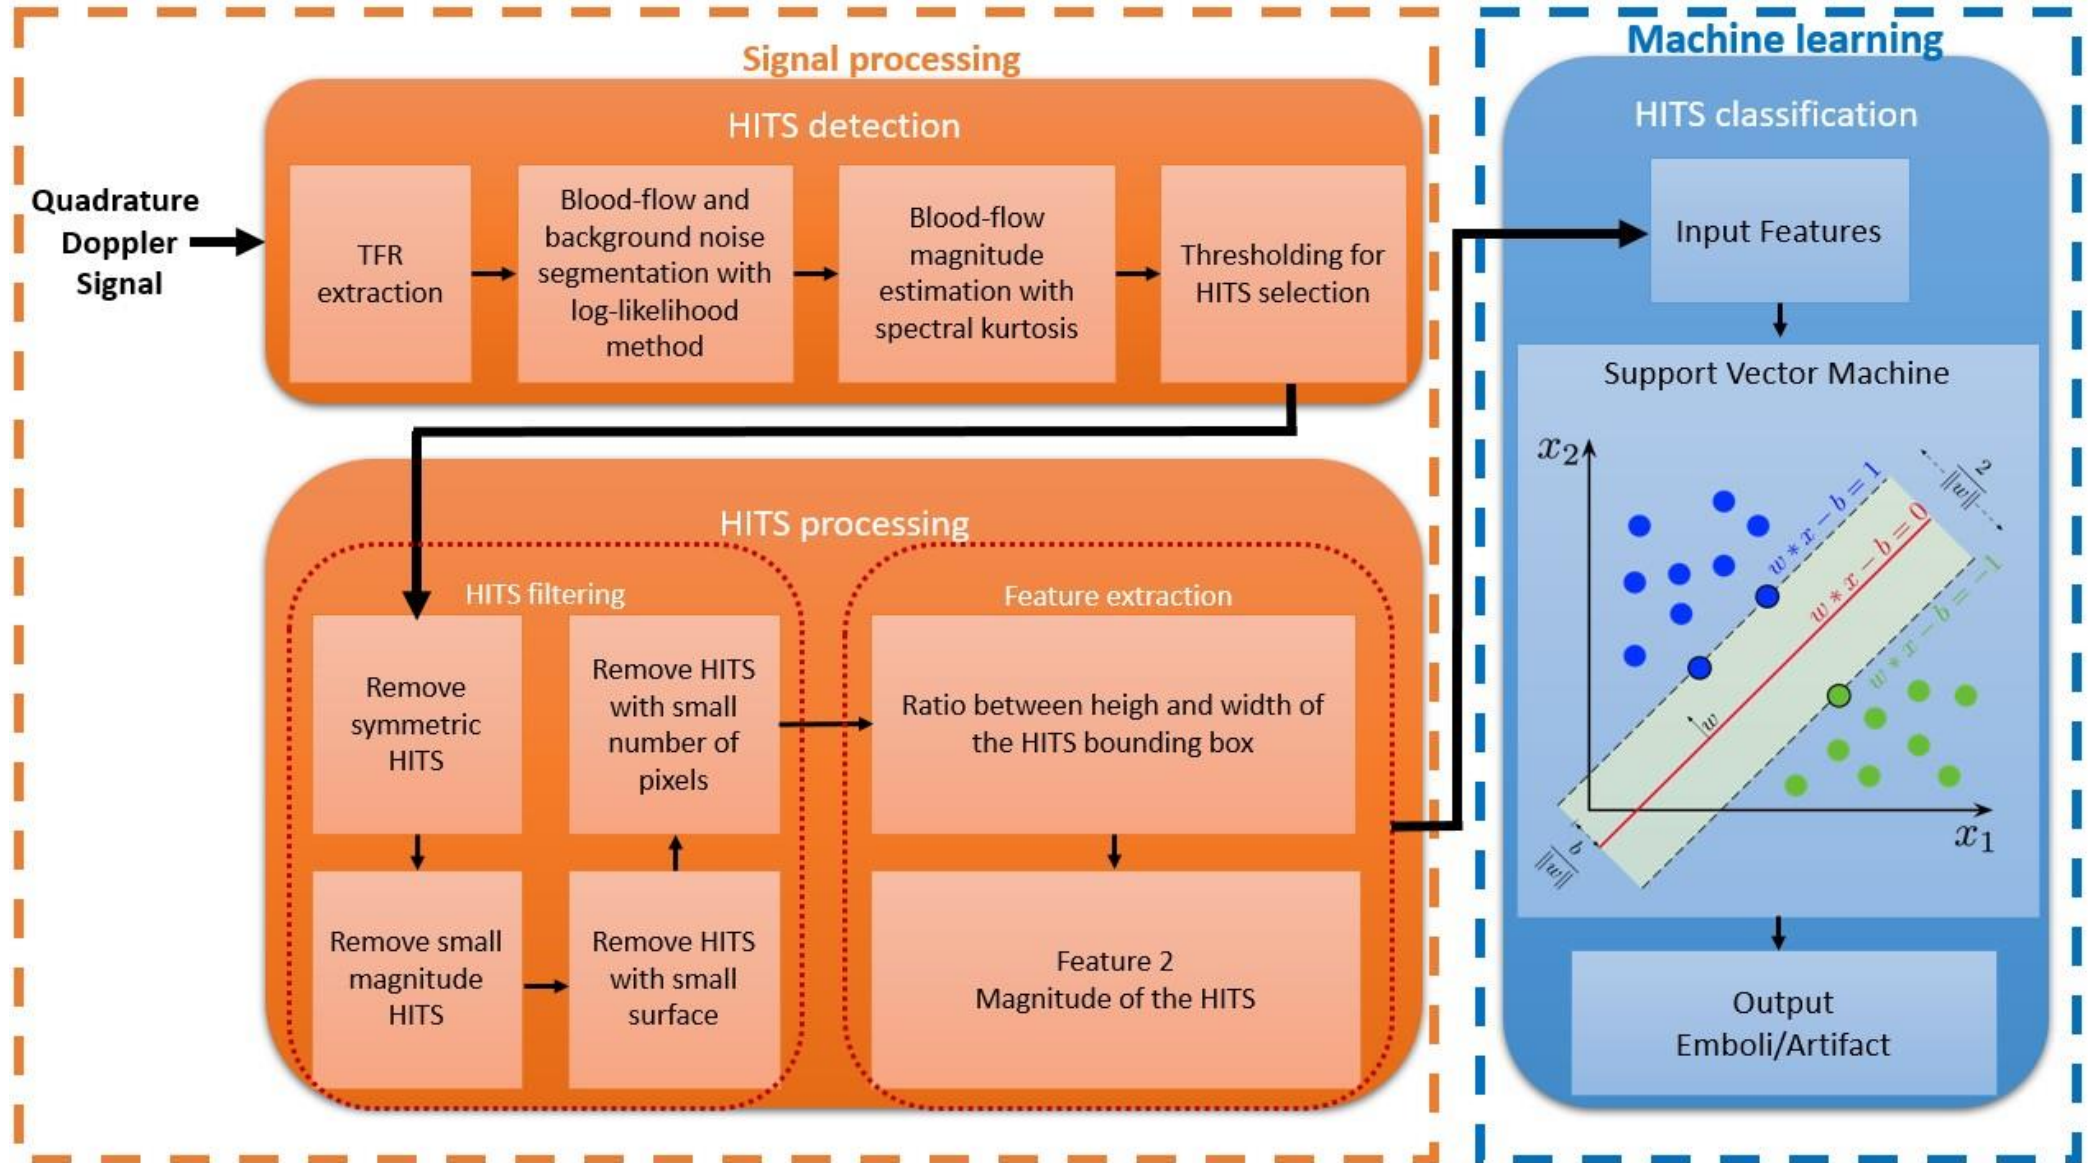 Signal processing
HITS detection
Quadrature
Doppler
Signal
TFR
extraction
Blood-flow and
background noise
segmentation with
log-likelihood
method
Blood-flow
magnitude
estimation with
spectral kurtosis
Thresholding for
HITS selection
HITS processing
HITS filtering
Remove
symmetric
HITS
Remove small
magnitude
HITS
Remove HITS
with small
surface
Remove HITS
with small
number of
pixels
Feature extraction
Ratio between heigh and width of
the HITS bounding box
Feature 2
Magnitude of the HITS
Machine learning
HITS classification
Input Features
Support Vector Machine
x₂
w * x − b = 1
w * x − b = 0
w * x − b = −1
2
‖w‖
w
b
‖w‖
x₁
Output
Emboli/Artifact